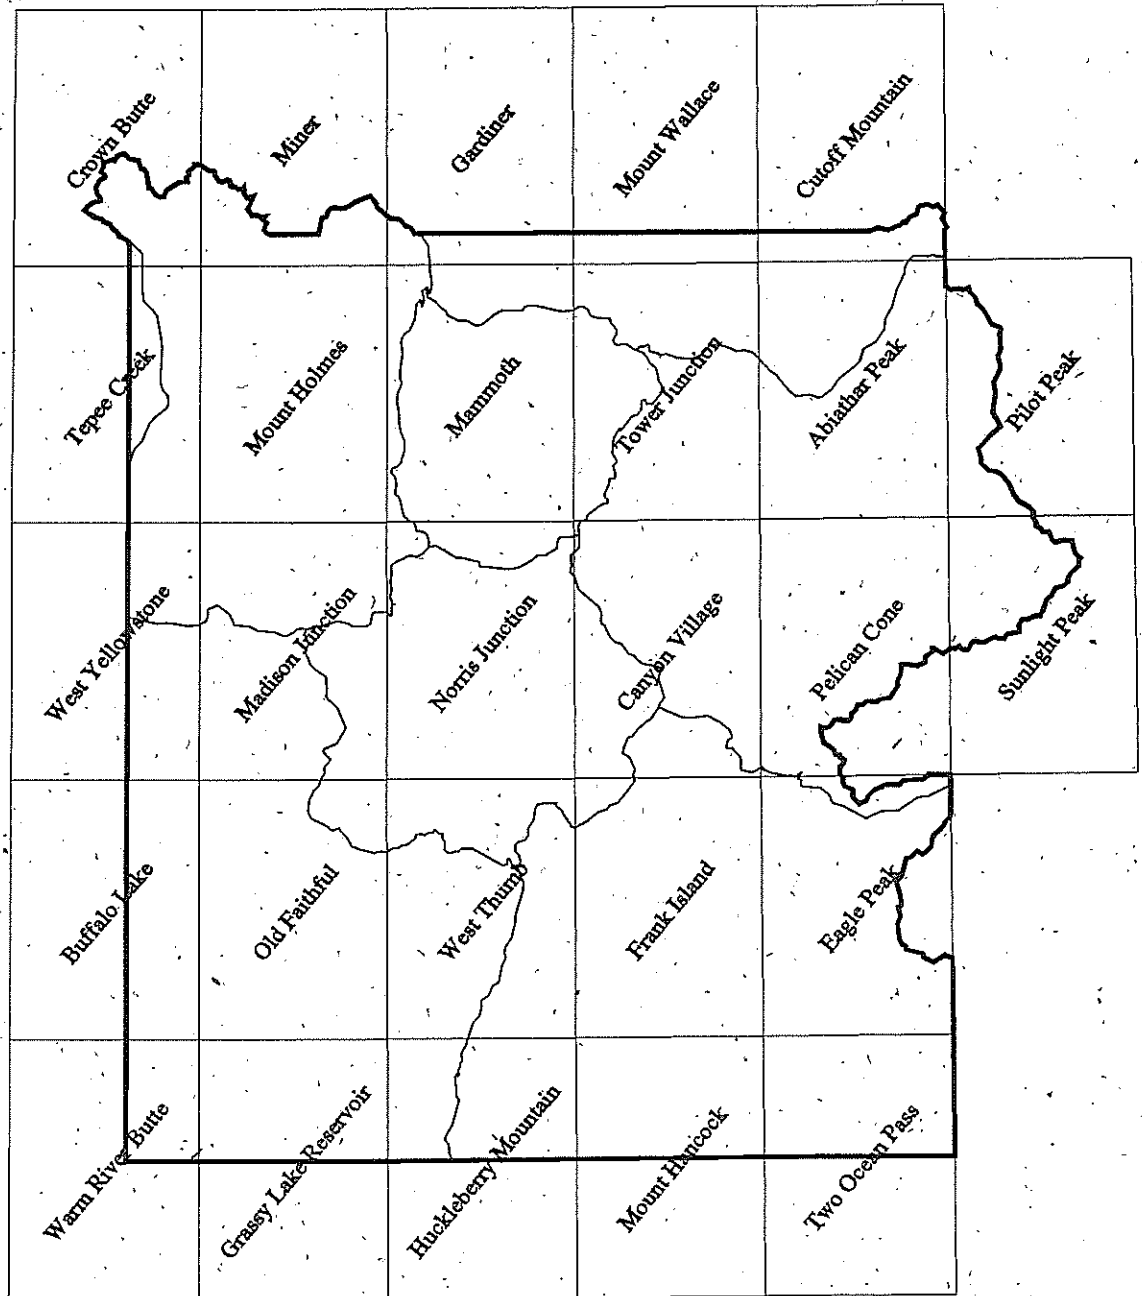 Crown Butte
Miner
Gardiner
Mount Wallace
Cutoff Mountain
Tepee Creek
Mount Holmes
Mammoth
Tower Junction
Abiathar Peak
Pilot Peak
West Yellowstone
Madison Junction
Norris Junction
Canyon Village
Pelican Cone
Sunlight Peak
Buffalo Lake
Old Faithful
West Thumb
Frank Island
Eagle Peak
Warm River Butte
Grassy Lake Reservoir
Huckleberry Mountain
Mount Hancock
Two Ocean Pass